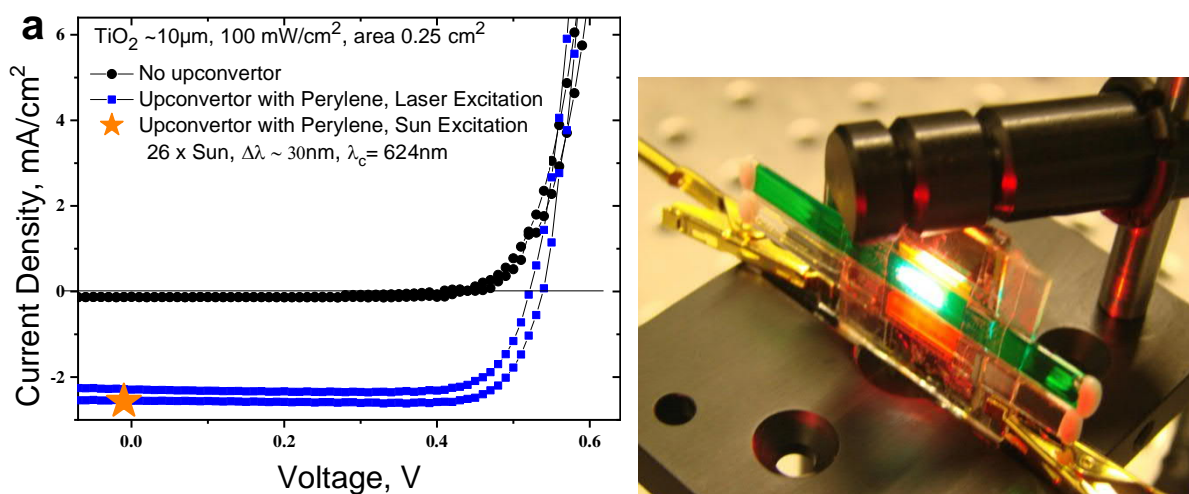 a
TiO₂ ~10µm, 100 mW/cm², area 0.25 cm²
No upconvertor
Upconvertor with Perylene, Laser Excitation
Upconvertor with Perylene, Sun Excitation
26 x Sun, Δλ ~ 30nm, λc= 624nm
Current Density, mA/cm²
6
4
2
0
-2
0.0 0.2 0.4 0.6
Voltage, V